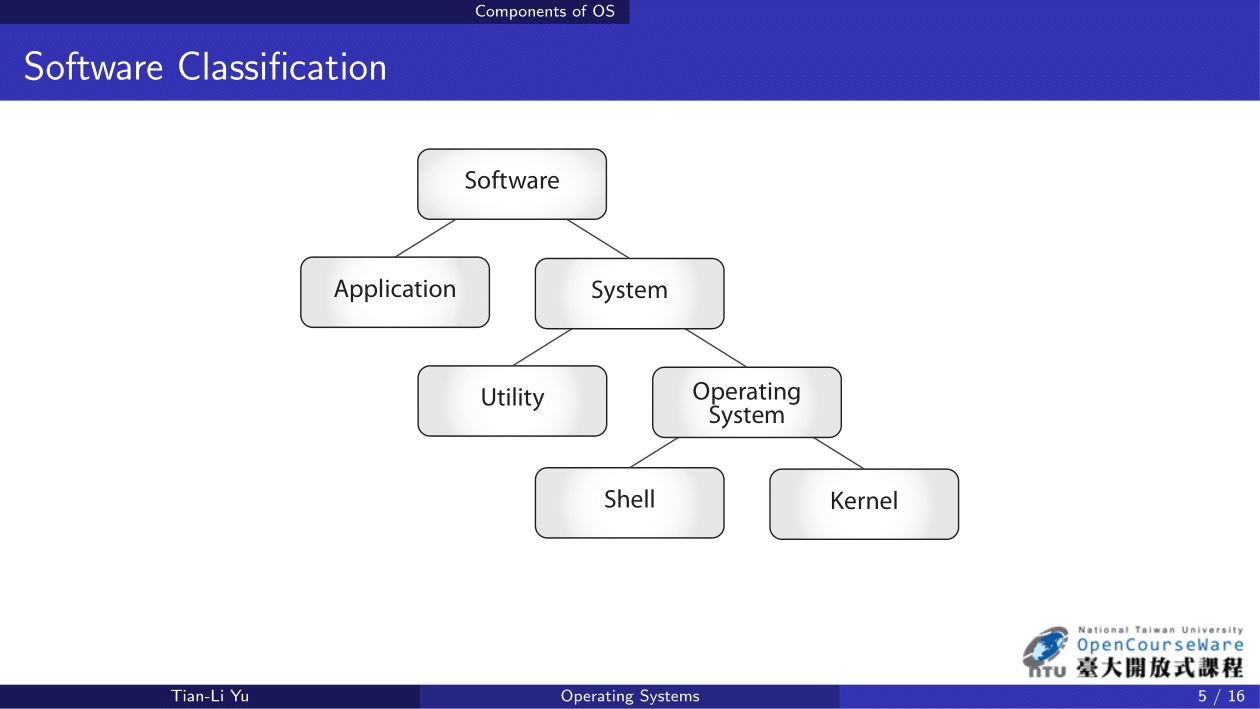 Components of OS
Software Classification
Software
Application
System
Utility
Operating
System
Shell
Kernel
National Taiwan University
OpenCourseWare
NTU
臺大開放式課程
Tian-Li Yu
Operating Systems
5 / 16